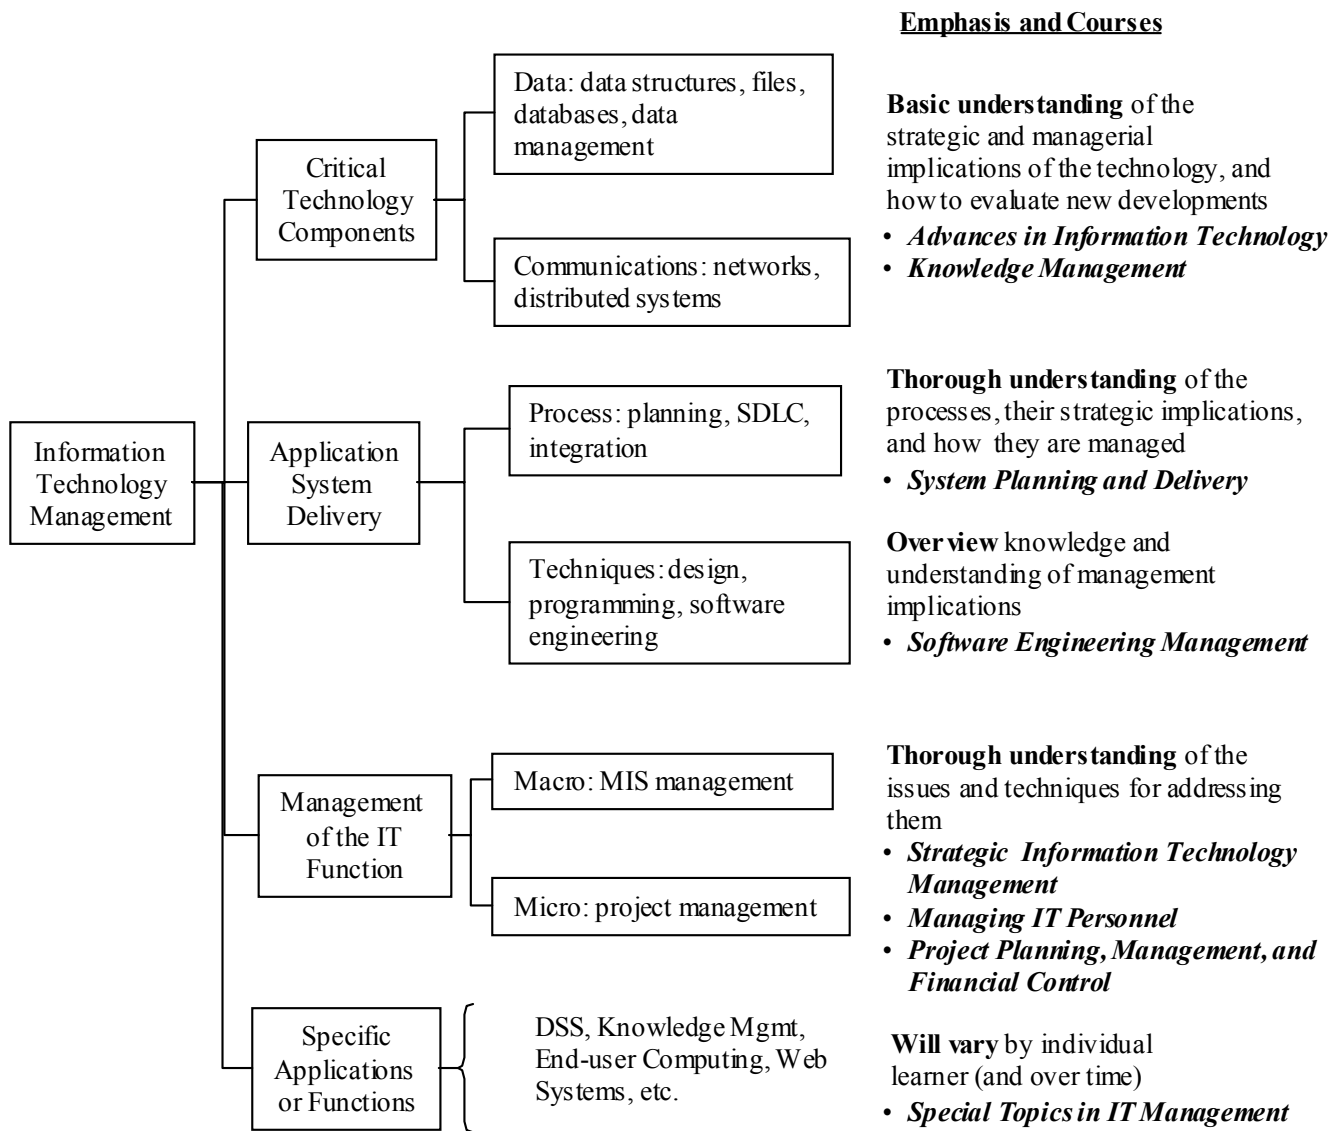 Emphasis and Courses
Information
Technology
Management
Critical
Technology
Components
Data: data structures, files,
databases, data
management
Communications: networks,
distributed systems
Basic understanding of the
strategic and managerial
implications of the technology, and
how to evaluate new developments
• Advances in Information Technology
• Knowledge Management
Application
System
Delivery
Process: planning, SDLC,
integration
Thorough understanding of the
processes, their strategic implications,
and how they are managed
• System Planning and Delivery
Techniques: design,
programming, software
engineering
Overview knowledge and
understanding of management
implications
• Software Engineering Management
Management
of the IT
Function
Macro: MIS management
Micro: project management
Thorough understanding of the
issues and techniques for addressing
them
• Strategic Information Technology
Management
• Managing IT Personnel
• Project Planning, Management, and
Financial Control
Specific
Applications
or Functions
DSS, Knowledge Mgmt,
End-user Computing, Web
Systems, etc.
Will vary by individual
learner (and over time)
• Special Topics in IT Management